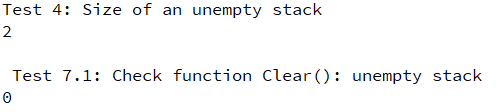 Test 4: Size of an unempty stack
2
Test 7.1: Check function Clear(): unempty stack
0